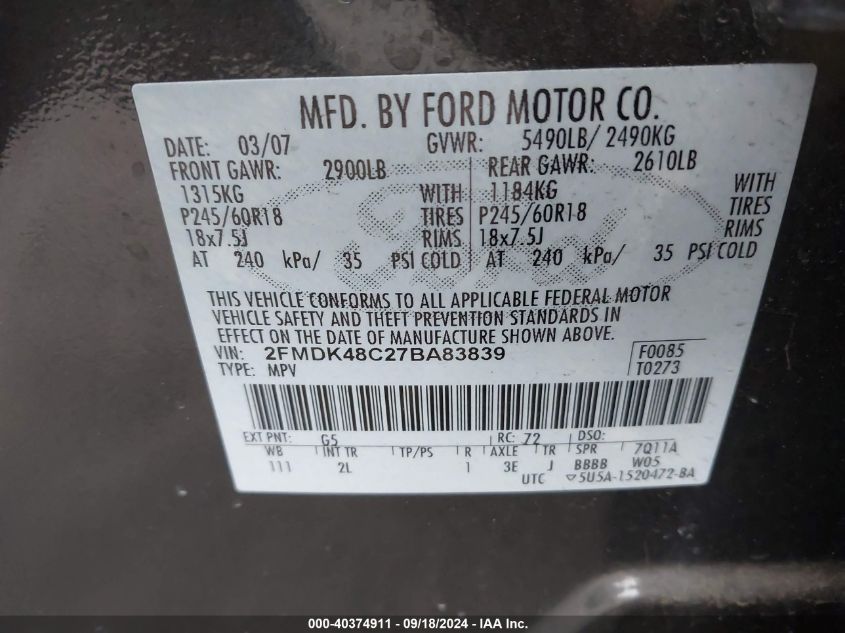 MFD. BY FORD MOTOR CO.
DATE: 03/07 GVWR: 5490LB/ 2490KG
FRONT GAWR: 2900LB REAR GAWR: 2610LB
1315KG WITH 1184KG WITH
P245/60R18 TIRES P245/60R18 TIRES
18x7.5J RIMS 18x7.5J RIMS
AT 240 kPa/ 35 PSI COLD AT 240 kPa/ 35 PSI COLD
THIS VEHICLE CONFORMS TO ALL APPLICABLE FEDERAL MOTOR
VEHICLE SAFETY AND THEFT PREVENTION STANDARDS IN
EFFECT ON THE DATE OF MANUFACTURE SHOWN ABOVE.
VIN: 2FMDK48C27BA83839 F0085
TYPE: MPV T0273
EXT PNT: G5 RC: 72 DSO:
WB INT TR TP/PS R AXLE TR SPR 7Q11A
111 2L 1 3E J BBBB W05
UTC ▽5U5A-1520472-BA
000-40374911 - 09/18/2024 - IAA Inc.